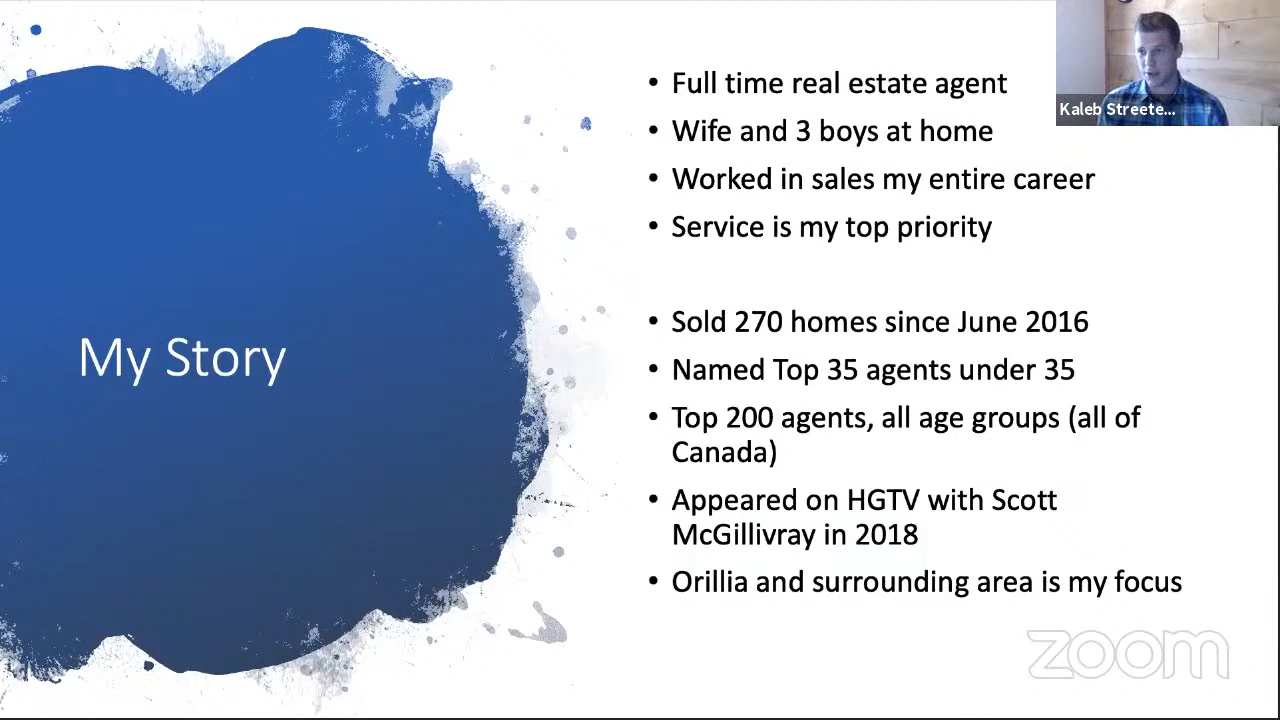 My Story
• Full time real estate agent
• Wife and 3 boys at home
• Worked in sales my entire career
• Service is my top priority
• Sold 270 homes since June 2016
• Named Top 35 agents under 35
• Top 200 agents, all age groups (all of
Canada)
• Appeared on HGTV with Scott
McGillivray in 2018
• Orillia and surrounding area is my focus
Kaleb Streete...
zoom